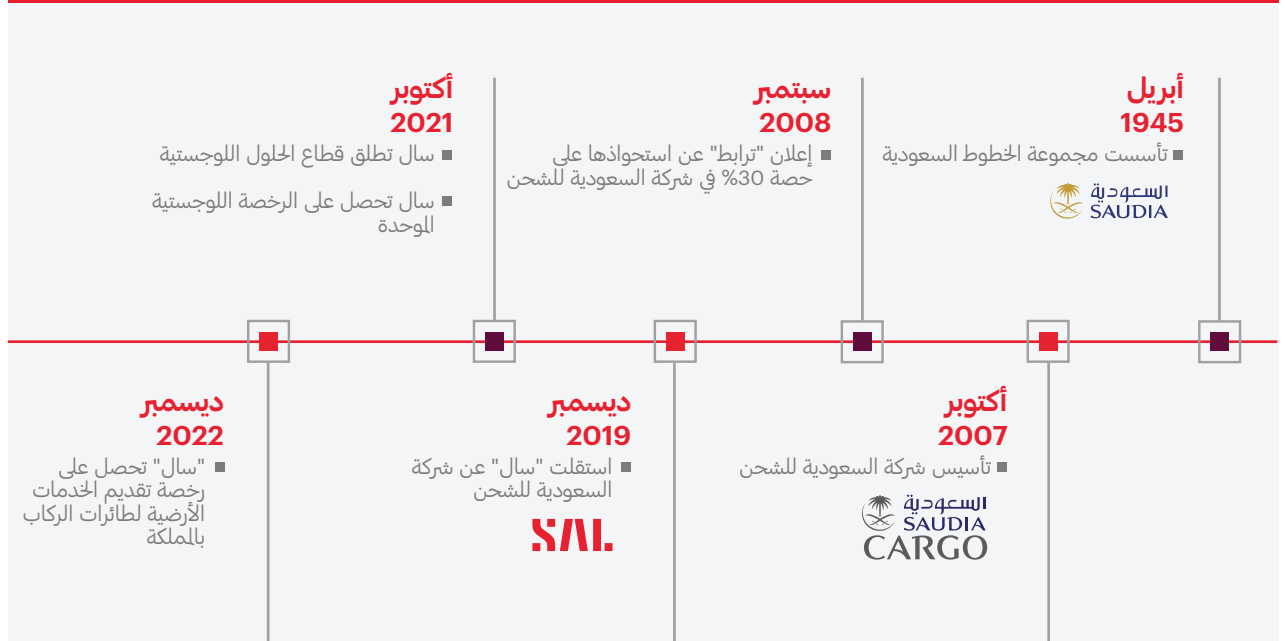 أبريل
1945
■ تأسست مجموعة الخطوط السعودية
السعودية
SAUDIA
أكتوبر
2007
■ تأسيس شركة السعودية للشحن
السعودية
SAUDIA
CARGO
سبتمبر
2008
■ إعلان "ترابط" عن استحواذها على
حصة 30% في شركة السعودية للشحن
ديسمبر
2019
■ استقلت "سال" عن شركة
السعودية للشحن
SAL
أكتوبر
2021
■ سال تطلق قطاع الحلول اللوجستية
■ سال تحصل على الرخصة اللوجستية
الموحدة
ديسمبر
2022
■ "سال" تحصل على
رخصة تقديم الخدمات
الأرضية لطائرات الركاب
بالمملكة